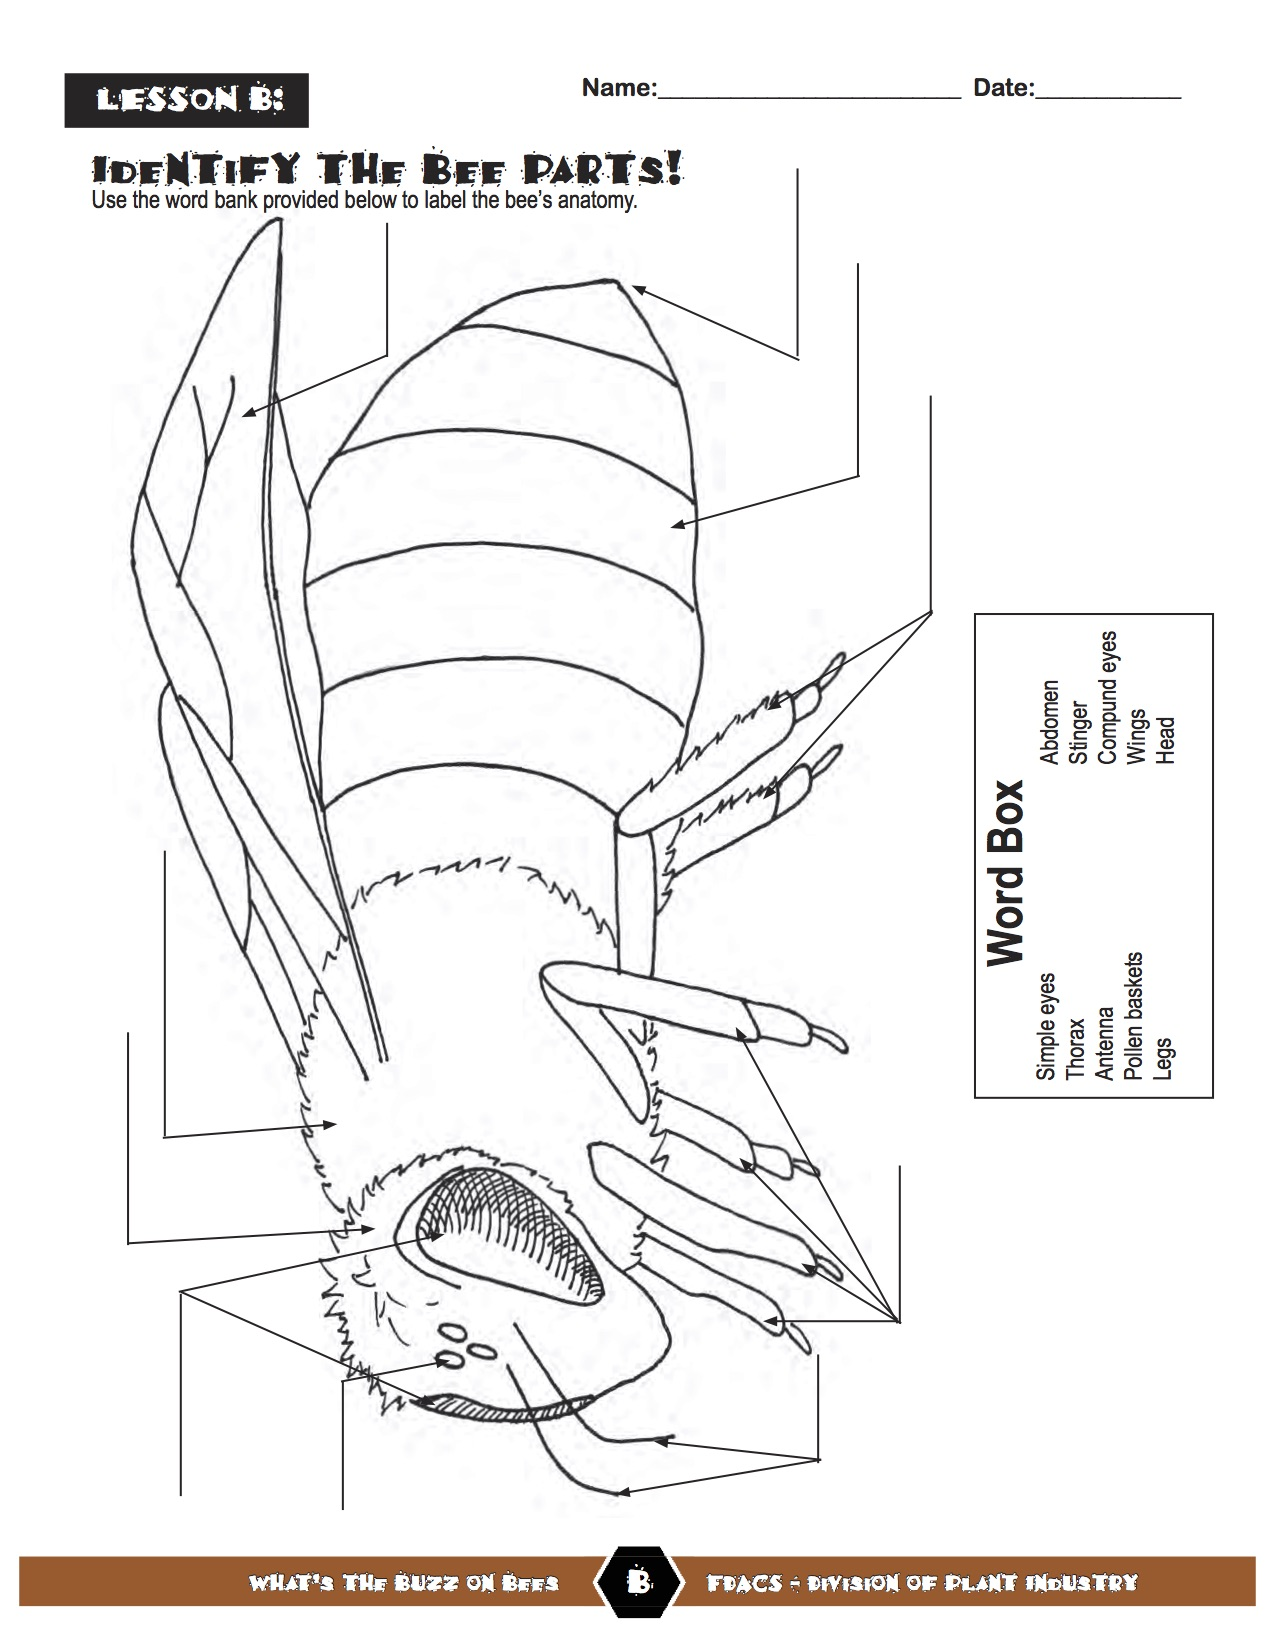 LESSON B:
Name:_________________________ Date:____________
IDENTIFY THE BEE PARTS!
Use the word bank provided below to label the bee's anatomy.
Word Box
Simple eyes
Thorax
Antenna
Pollen baskets
Legs
Abdomen
Stinger
Compund eyes
Wings
Head
WHAT'S THE BUZZ ON BEES
B
FDACS - DIVISION OF PLANT INDUSTRY